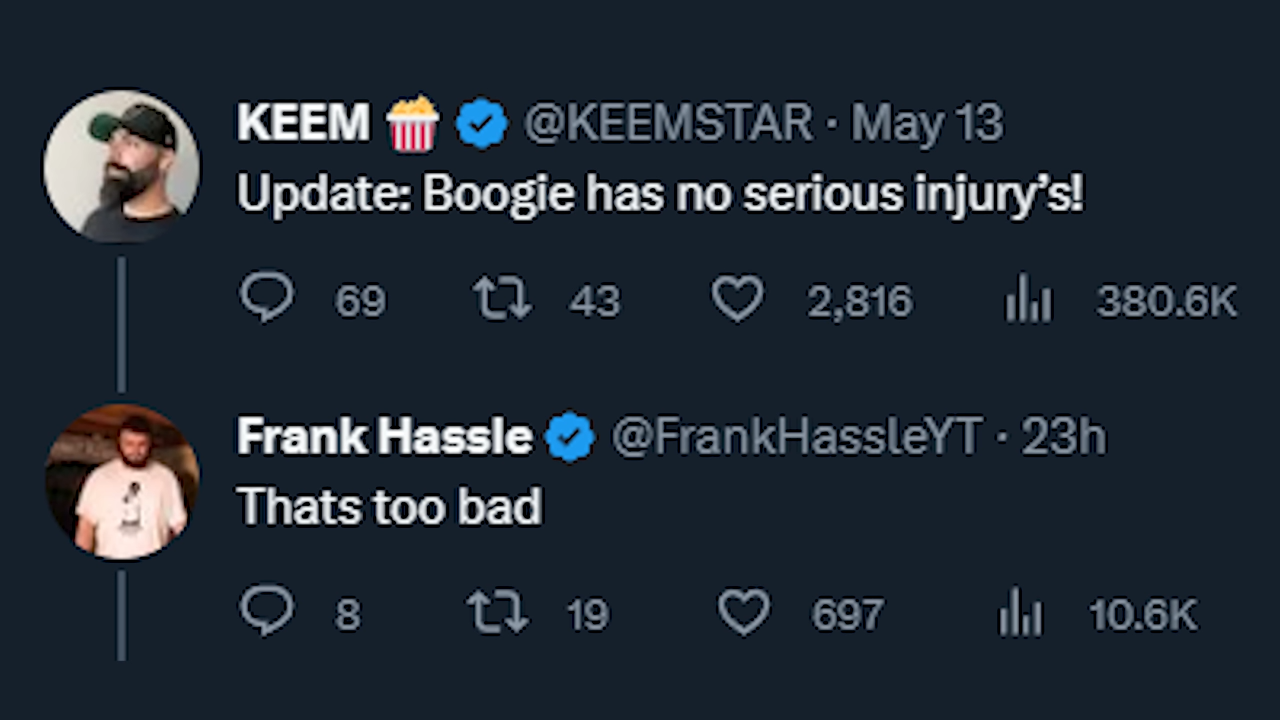 KEEM 🍿 @KEEMSTAR · May 13
Update: Boogie has no serious injury’s!
69 43 2,816 380.6K
Frank Hassle @FrankHassleYT · 23h
Thats too bad
8 19 697 10.6K